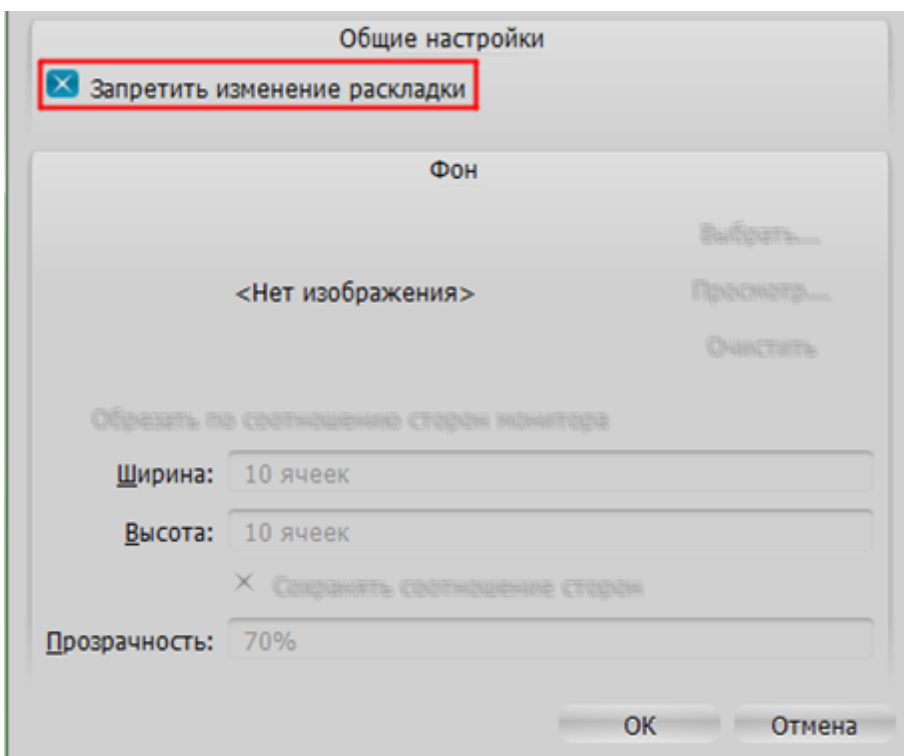 Общие настройки
Запретить изменение раскладки
Фон
Выбрать...
<Нет изображения>
Просмотр...
Очистить
Обрезать по соотношению сторон монитора
Ширина: 10 ячеек
Высота: 10 ячеек
Сохранять соотношение сторон
Прозрачность: 70%
OK Отмена